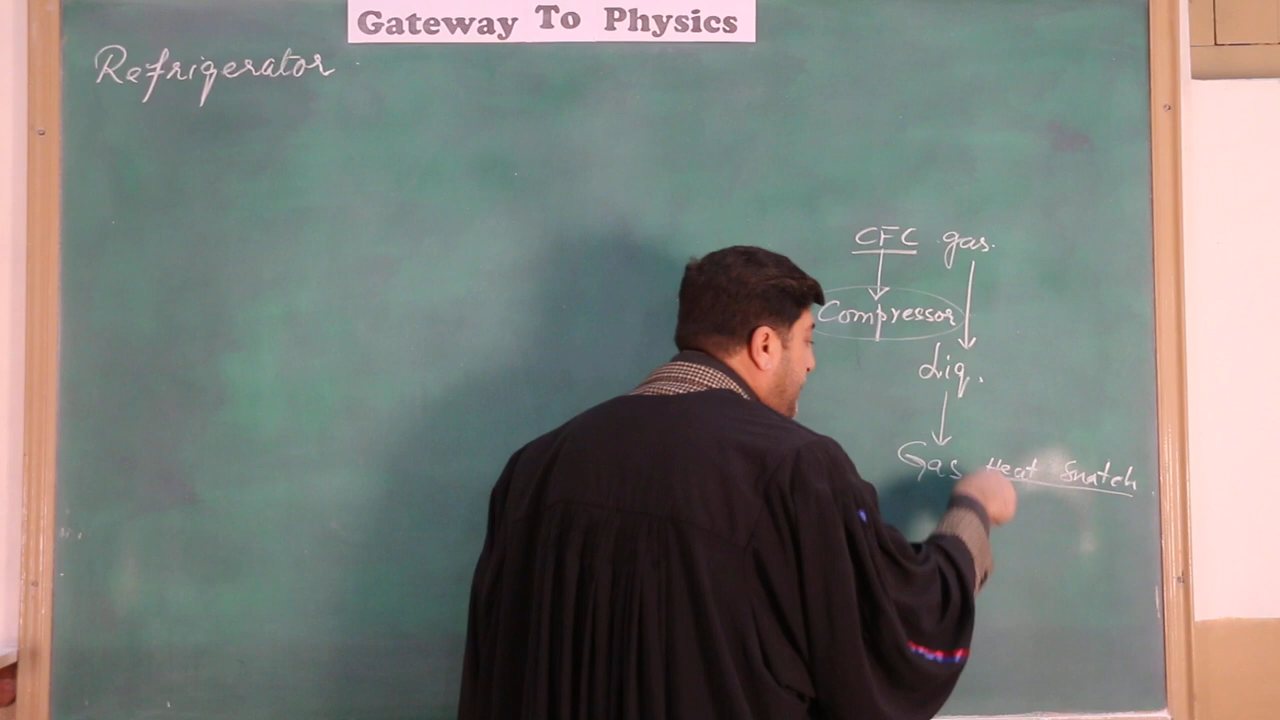 Gateway To Physics
Refrigerator
CFC gas.
Compressor
Liq.
Gas Heat Snatch